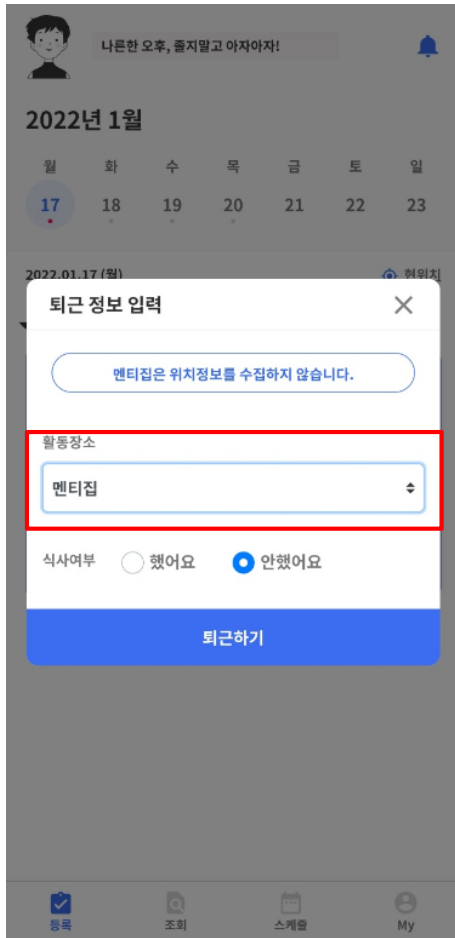 나른한 오후, 졸지말고 아자아자!
2022년 1월
월 화 수 목 금 토 일
17 18 19 20 21 22 23
2022.01.17 (월) 현위치
퇴근 정보 입력
멘티집은 위치정보를 수집하지 않습니다.
활동장소
멘티집
식사여부 했어요 안했어요
퇴근하기
등록 조회 스케줄 My